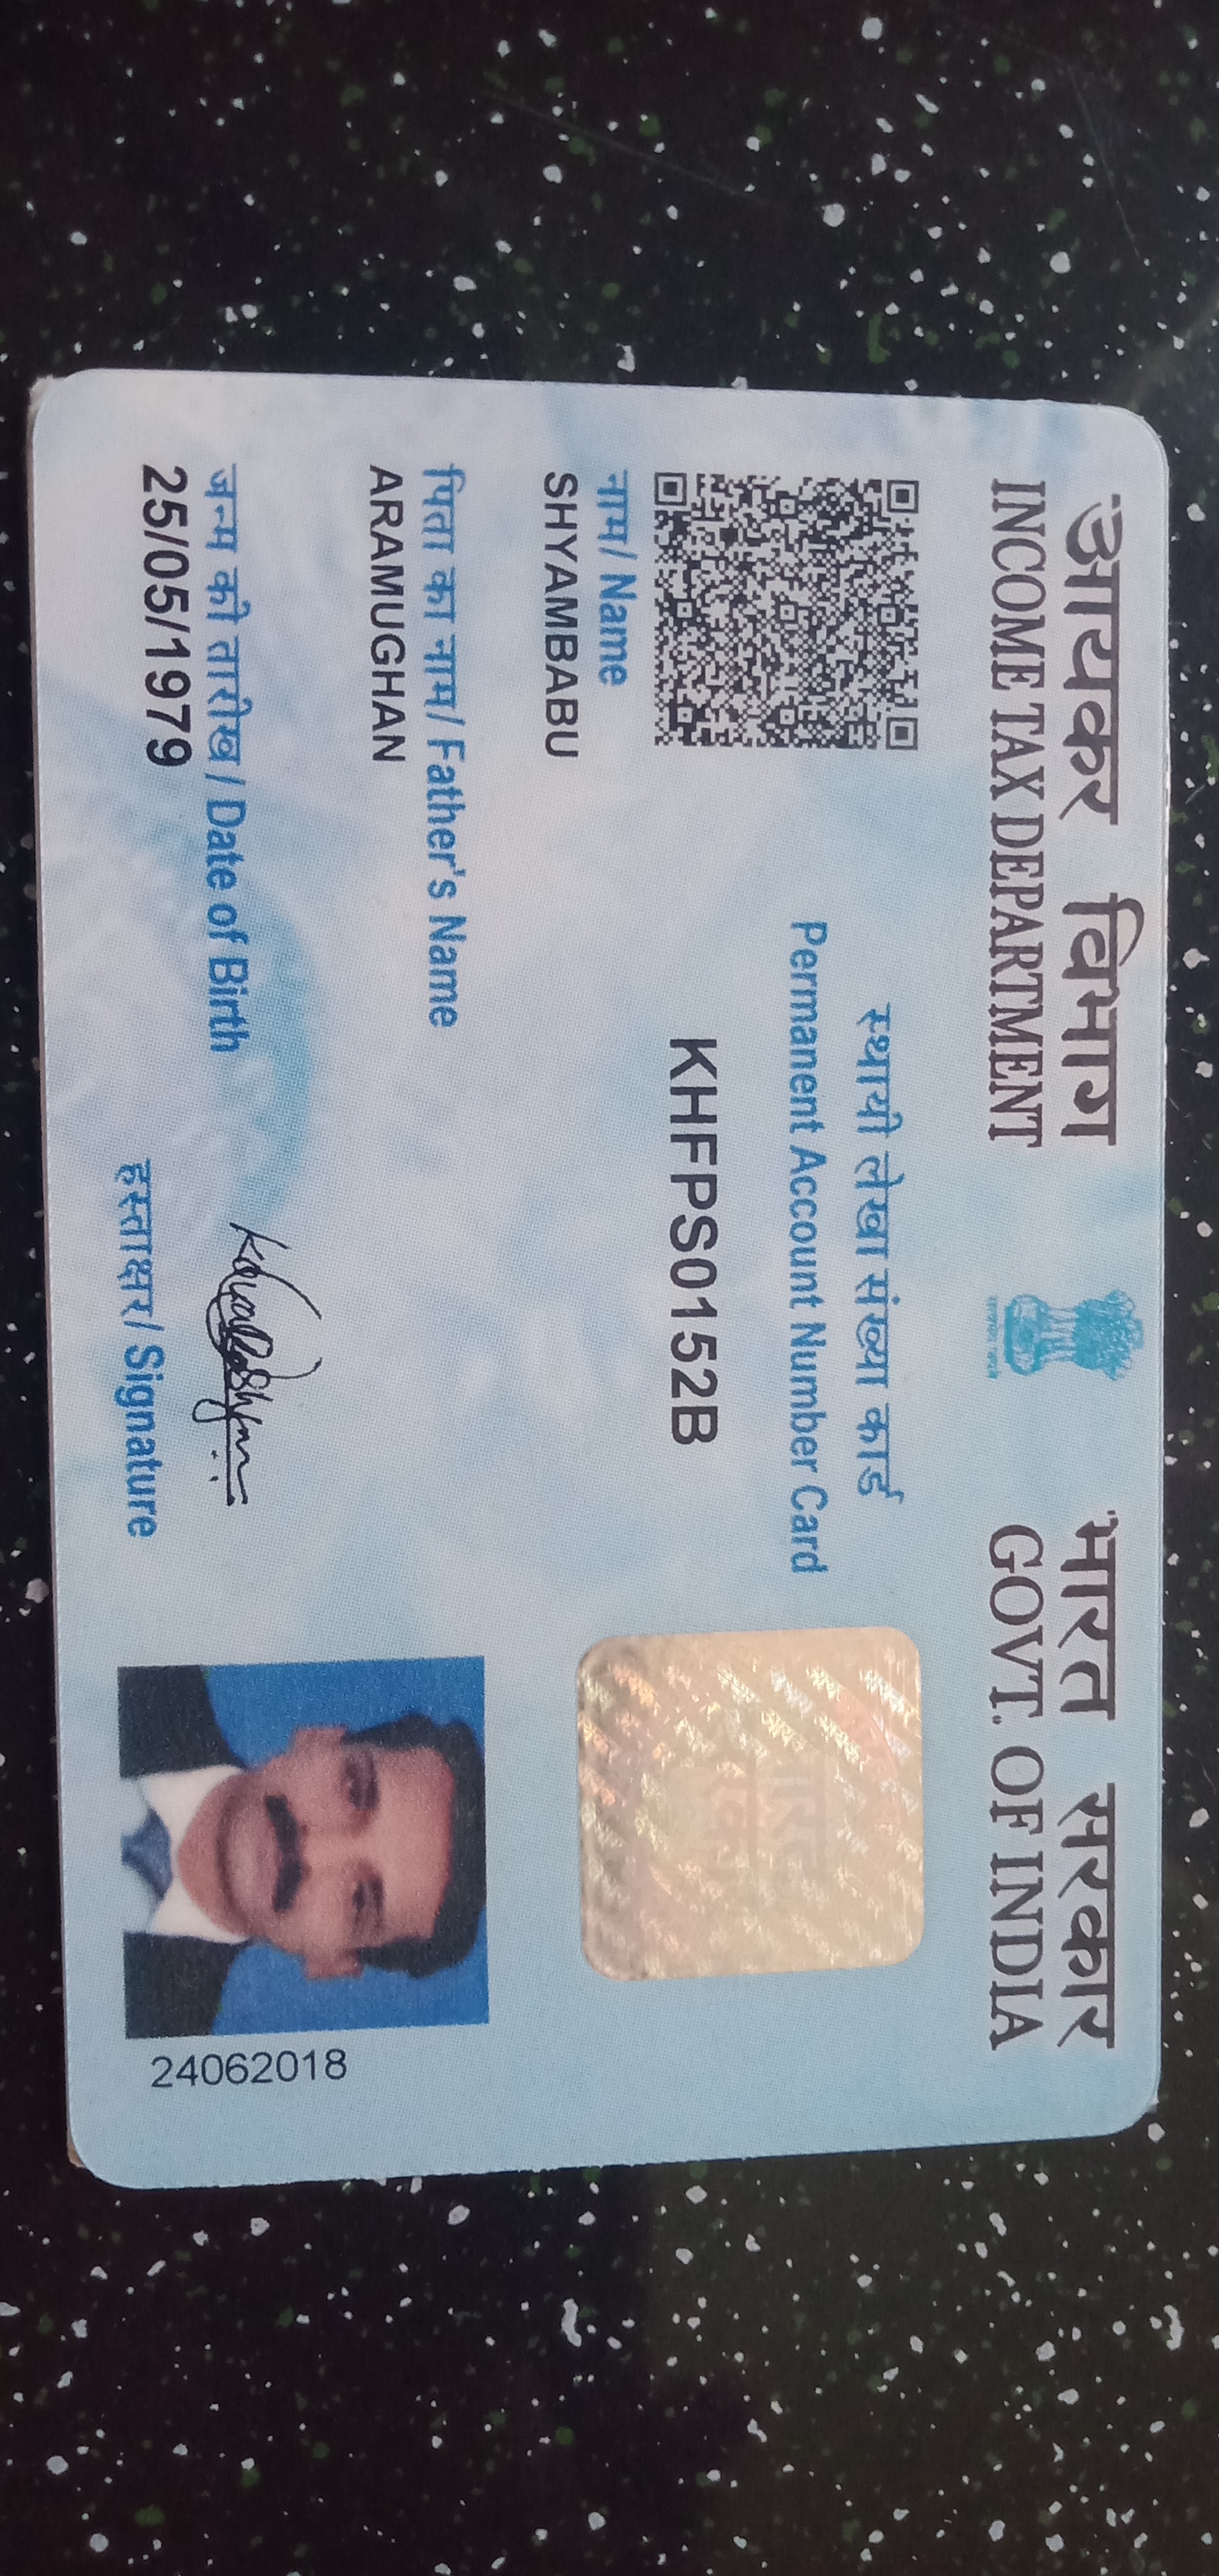 आयकर विभाग
INCOME TAX DEPARTMENT
भारत सरकार
GOVT. OF INDIA
स्थायी लेखा संख्या कार्ड
Permanent Account Number Card
KHFPS0152B
नाम/ Name
SHYAMBABU
पिता का नाम/ Father's Name
ARAMUGHAN
जन्म की तारीख/ Date of Birth
25/05/1979
हस्ताक्षर/ Signature
24062018